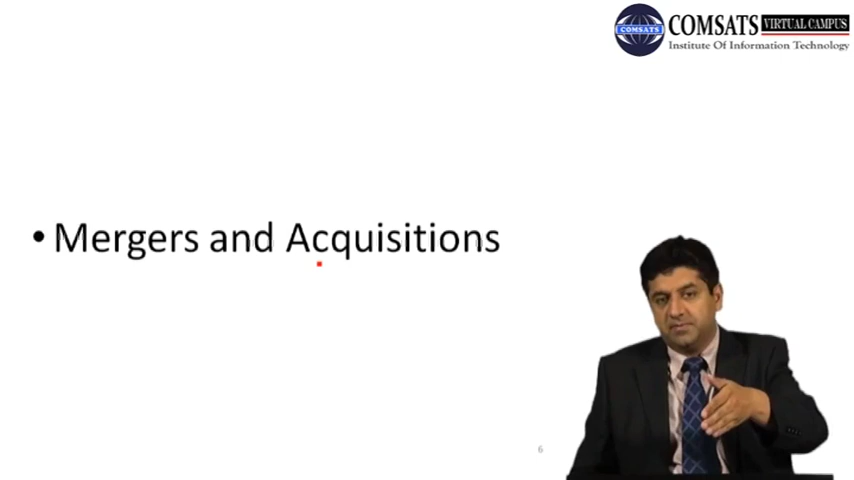 COMSATS VIRTUAL CAMPUS
COMSATS
Institute Of Information Technology
• Mergers and Acquisitions
6